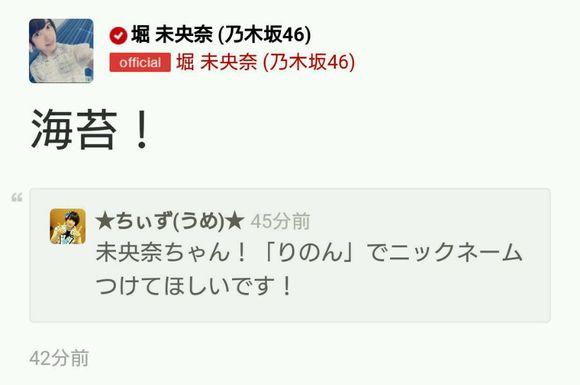 堀 未央奈 (乃木坂46)
official 堀 未央奈 (乃木坂46)
海苔！
“
★ちぃず(うめ)★ 45分前
未央奈ちゃん！「りのん」でニックネーム
つけてほしいです！
42分前